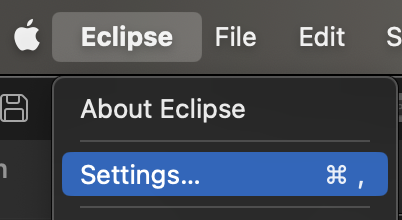 Eclipse File Edit
About Eclipse
Settings... ⌘ ,